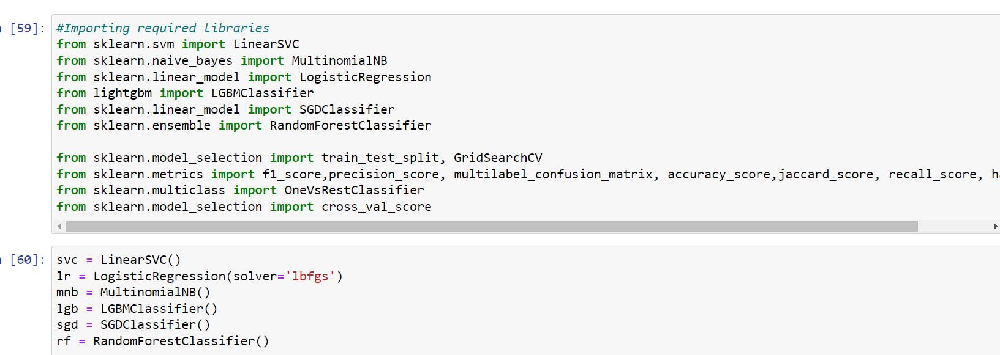 [59]:
#Importing required libraries
from sklearn.svm import LinearSVC
from sklearn.naive_bayes import MultinomialNB
from sklearn.linear_model import LogisticRegression
from lightgbm import LGBMClassifier
from sklearn.linear_model import SGDClassifier
from sklearn.ensemble import RandomForestClassifier
from sklearn.model_selection import train_test_split, GridSearchCV
from sklearn.metrics import f1_score,precision_score, multilabel_confusion_matrix, accuracy_score,jaccard_score, recall_score,
from sklearn.multiclass import OneVsRestClassifier
from sklearn.model_selection import cross_val_score
[60]:
svc = LinearSVC()
lr = LogisticRegression(solver='lbfgs')
mnb = MultinomialNB()
lgb = LGBMClassifier()
sgd = SGDClassifier()
rf = RandomForestClassifier()